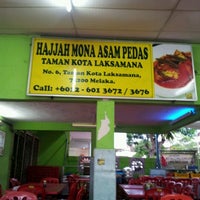 HAJJAH MONA ASAM PEDAS
TAMAN KOTA LAKSAMANA
No. 6, Taman Kota Laksamana,
75200 Melaka.
Call: +6012 - 601 3672 / 3676